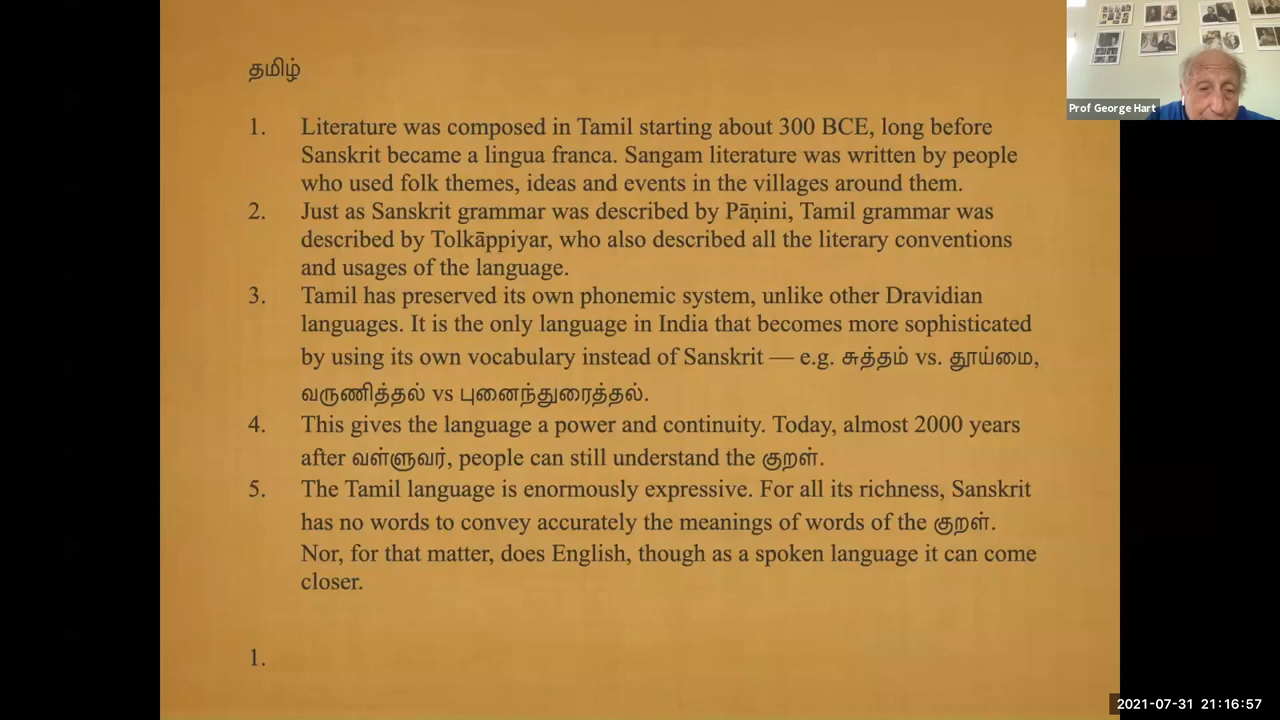 தமிழ்
1. Literature was composed in Tamil starting about 300 BCE, long before
Sanskrit became a lingua franca. Sangam literature was written by people
who used folk themes, ideas and events in the villages around them.
2. Just as Sanskrit grammar was described by Pāṇini, Tamil grammar was
described by Tolkāppiyar, who also described all the literary conventions
and usages of the language.
3. Tamil has preserved its own phonemic system, unlike other Dravidian
languages. It is the only language in India that becomes more sophisticated
by using its own vocabulary instead of Sanskrit — e.g. சுத்தம் vs. தூய்மை,
வருணித்தல் vs புனைந்துரைத்தல்.
4. This gives the language a power and continuity. Today, almost 2000 years
after வள்ளுவர், people can still understand the குறள்.
5. The Tamil language is enormously expressive. For all its richness, Sanskrit
has no words to convey accurately the meanings of words of the குறள்.
Nor, for that matter, does English, though as a spoken language it can come
closer.
1.
Prof George Hart
2021-07-31 21:16:57